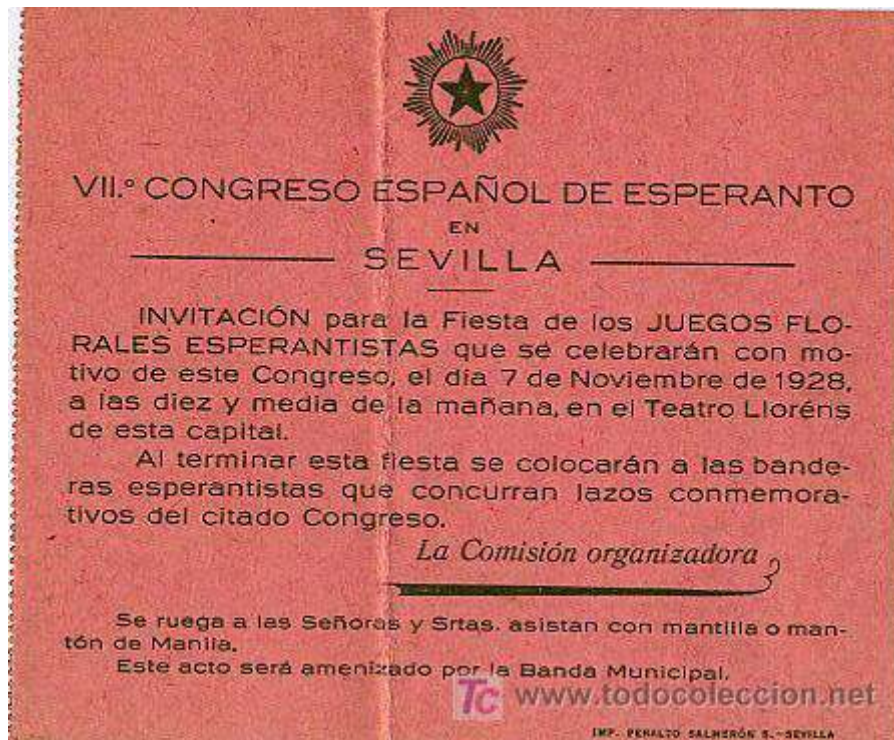 VII.º CONGRESO ESPAÑOL DE ESPERANTO
EN
SEVILLA
INVITACIÓN para la Fiesta de los JUEGOS FLO-
RALES ESPERANTISTAS que se celebrarán con mo-
tivo de este Congreso, el día 7 de Noviembre de 1928,
a las diez y media de la mañana, en el Teatro Lloréns
de esta capital.
Al terminar esta fiesta se colocarán a las bande-
ras esperantistas que concurran lazos conmemora-
tivos del citado Congreso.
La Comisión organizadora
Se ruega a las Señoras y Srtas. asistan con mantilla o man-
tón de Manila.
Este acto será amenizado por la Banda Municipal.
Tc www.todocoleccion.net
IMP. PERALTO SALMERÓN 5.-SEVILLA